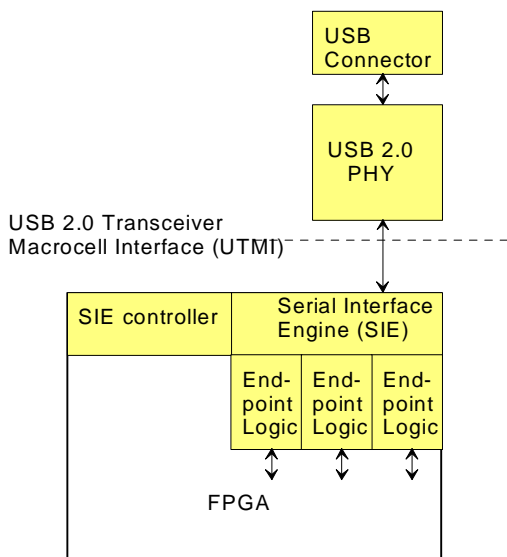 USB
Connector
USB 2.0
PHY
USB 2.0 Transceiver
Macrocell Interface (UTMI)
SIE controller
Serial Interface
Engine (SIE)
End-
point
Logic
End-
point
Logic
End-
point
Logic
FPGA